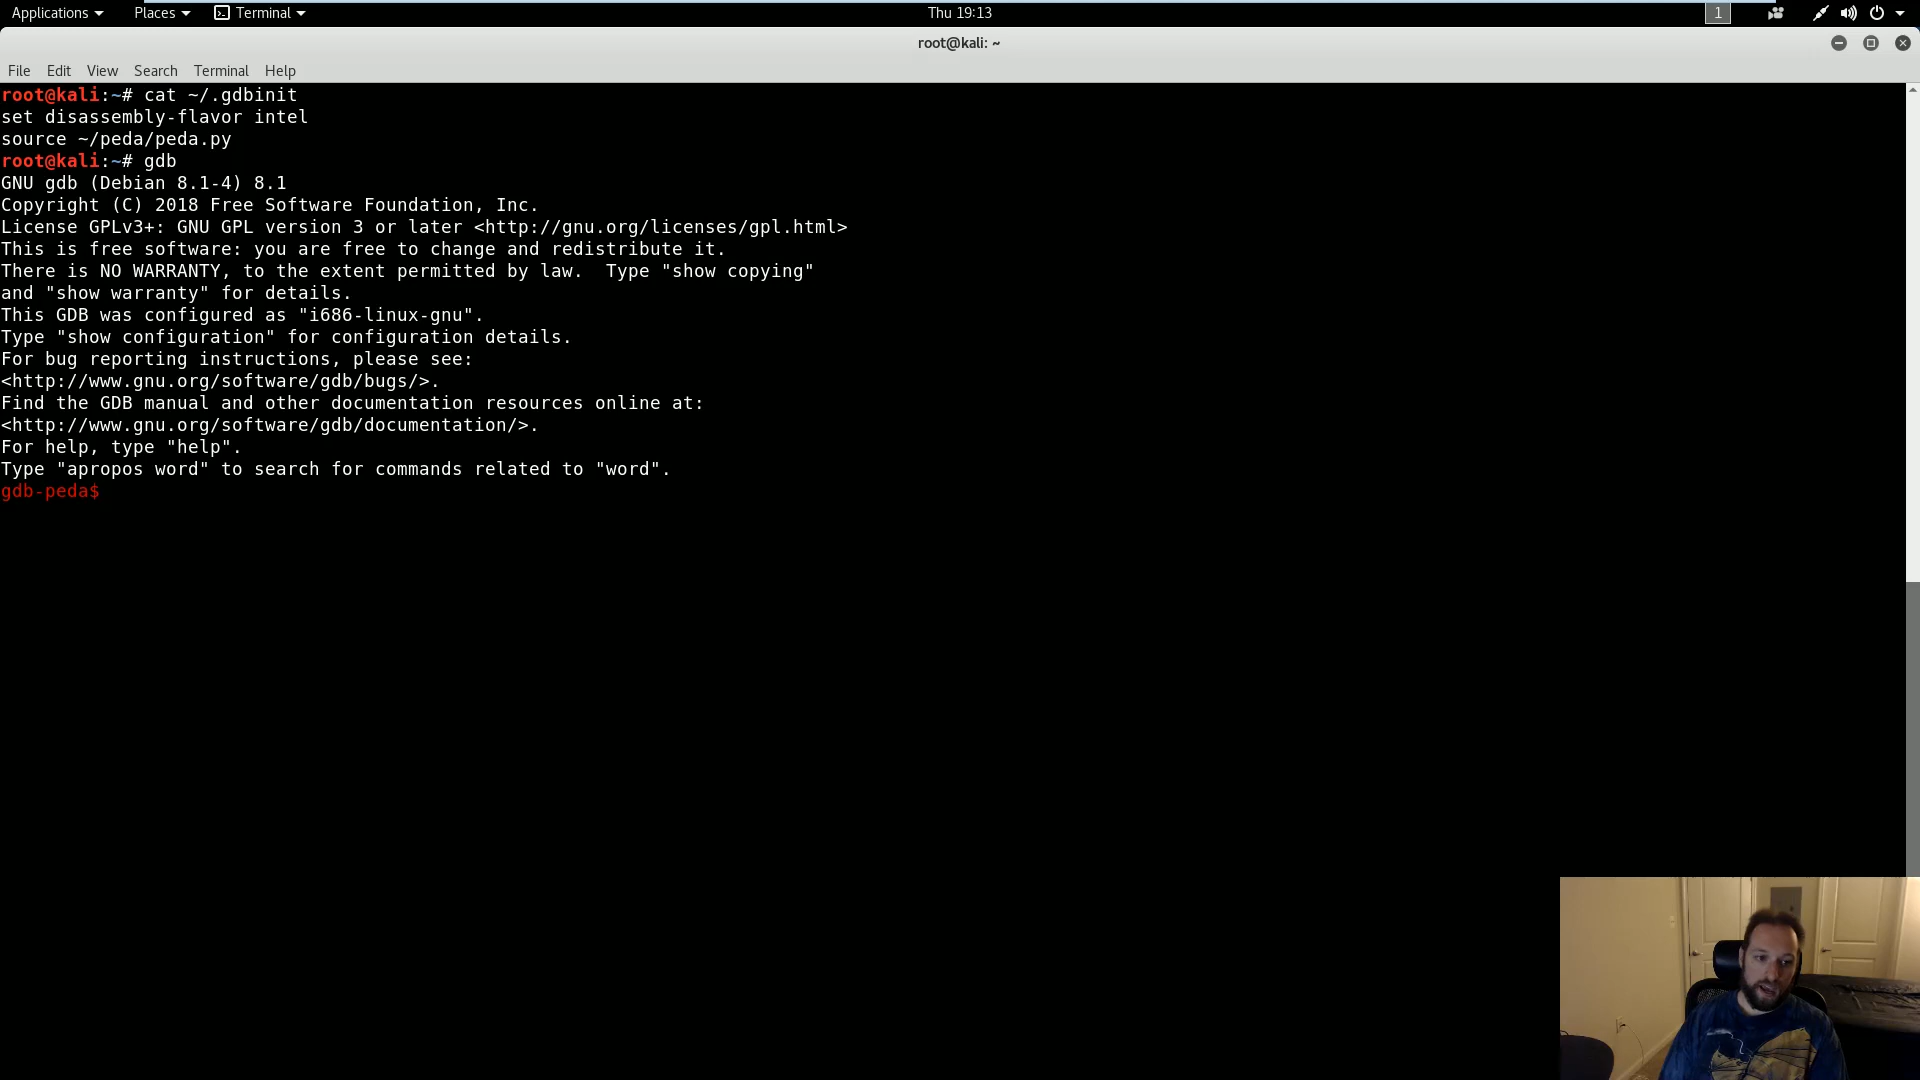 Applications Places Terminal Thu 19:13 1
root@kali: ~
File Edit View Search Terminal Help
root@kali:~# cat ~/.gdbinit
set disassembly-flavor intel
source ~/peda/peda.py
root@kali:~# gdb
GNU gdb (Debian 8.1-4) 8.1
Copyright (C) 2018 Free Software Foundation, Inc.
License GPLv3+: GNU GPL version 3 or later <http://gnu.org/licenses/gpl.html>
This is free software: you are free to change and redistribute it.
There is NO WARRANTY, to the extent permitted by law.  Type "show copying"
and "show warranty" for details.
This GDB was configured as "i686-linux-gnu".
Type "show configuration" for configuration details.
For bug reporting instructions, please see:
<http://www.gnu.org/software/gdb/bugs/>.
Find the GDB manual and other documentation resources online at:
<http://www.gnu.org/software/gdb/documentation/>.
For help, type "help".
Type "apropos word" to search for commands related to "word".
gdb-peda$